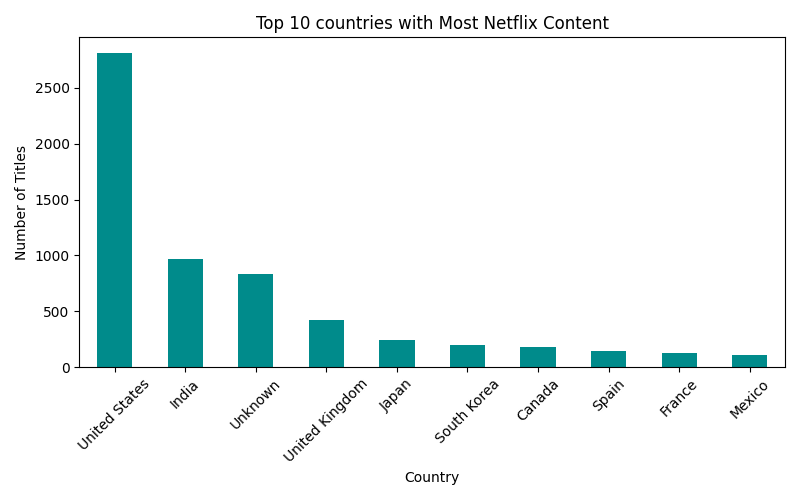 Top 10 countries with Most Netflix Content
Number of Titles
2500
2000
1500
1000
500
0
United States
India
Unknown
United Kingdom
Japan
South Korea
Canada
Spain
France
Mexico
Country